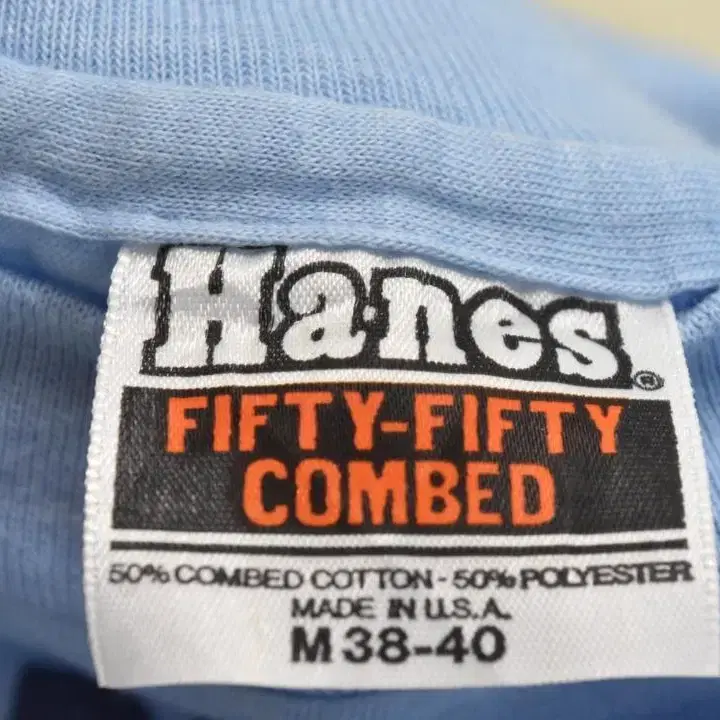 Hanes®
FIFTY-FIFTY
COMBED
50% COMBED COTTON - 50% POLYESTER
MADE IN U.S.A.
M 38-40